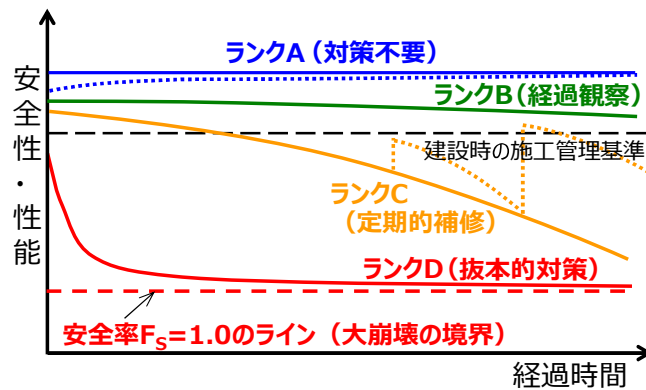 安全性・性能
ランクA(対策不要)
ランクB(経過観察)
建設時の施工管理基準
ランクC
(定期的補修)
ランクD(抜本的対策)
安全率FS=1.0のライン(大崩壊の境界)
経過時間